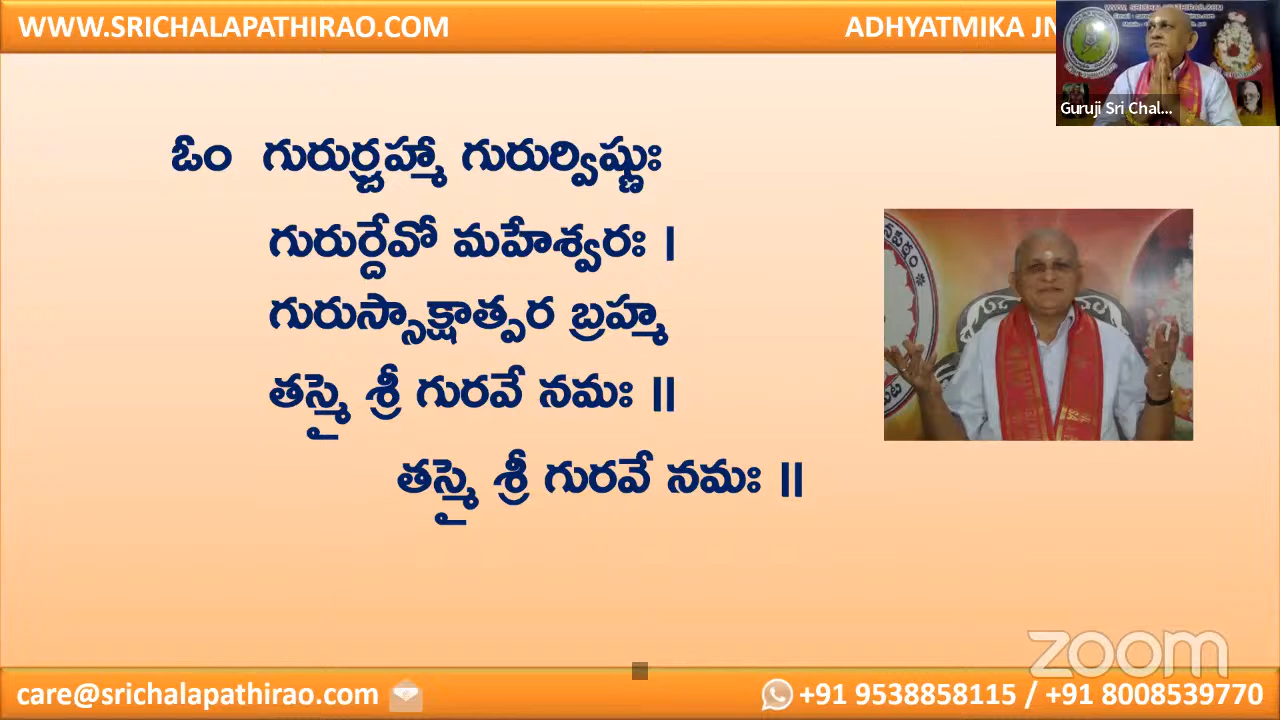 WWW.SRICHALAPATHIRAO.COM
ADHYATMIKA
Guruji Sri Chal...
ఓం గురుర్బ్రహ్మా గురుర్విష్ణుః
గురుర్దేవో మహేశ్వరః |
గురుస్సాక్షాత్పర బ్రహ్మ
తస్మై శ్రీ గురవే నమః ||
తస్మై శ్రీ గురవే నమః ||
zoom
care@srichalapathirao.com
+91 9538858115 / +91 8008539770